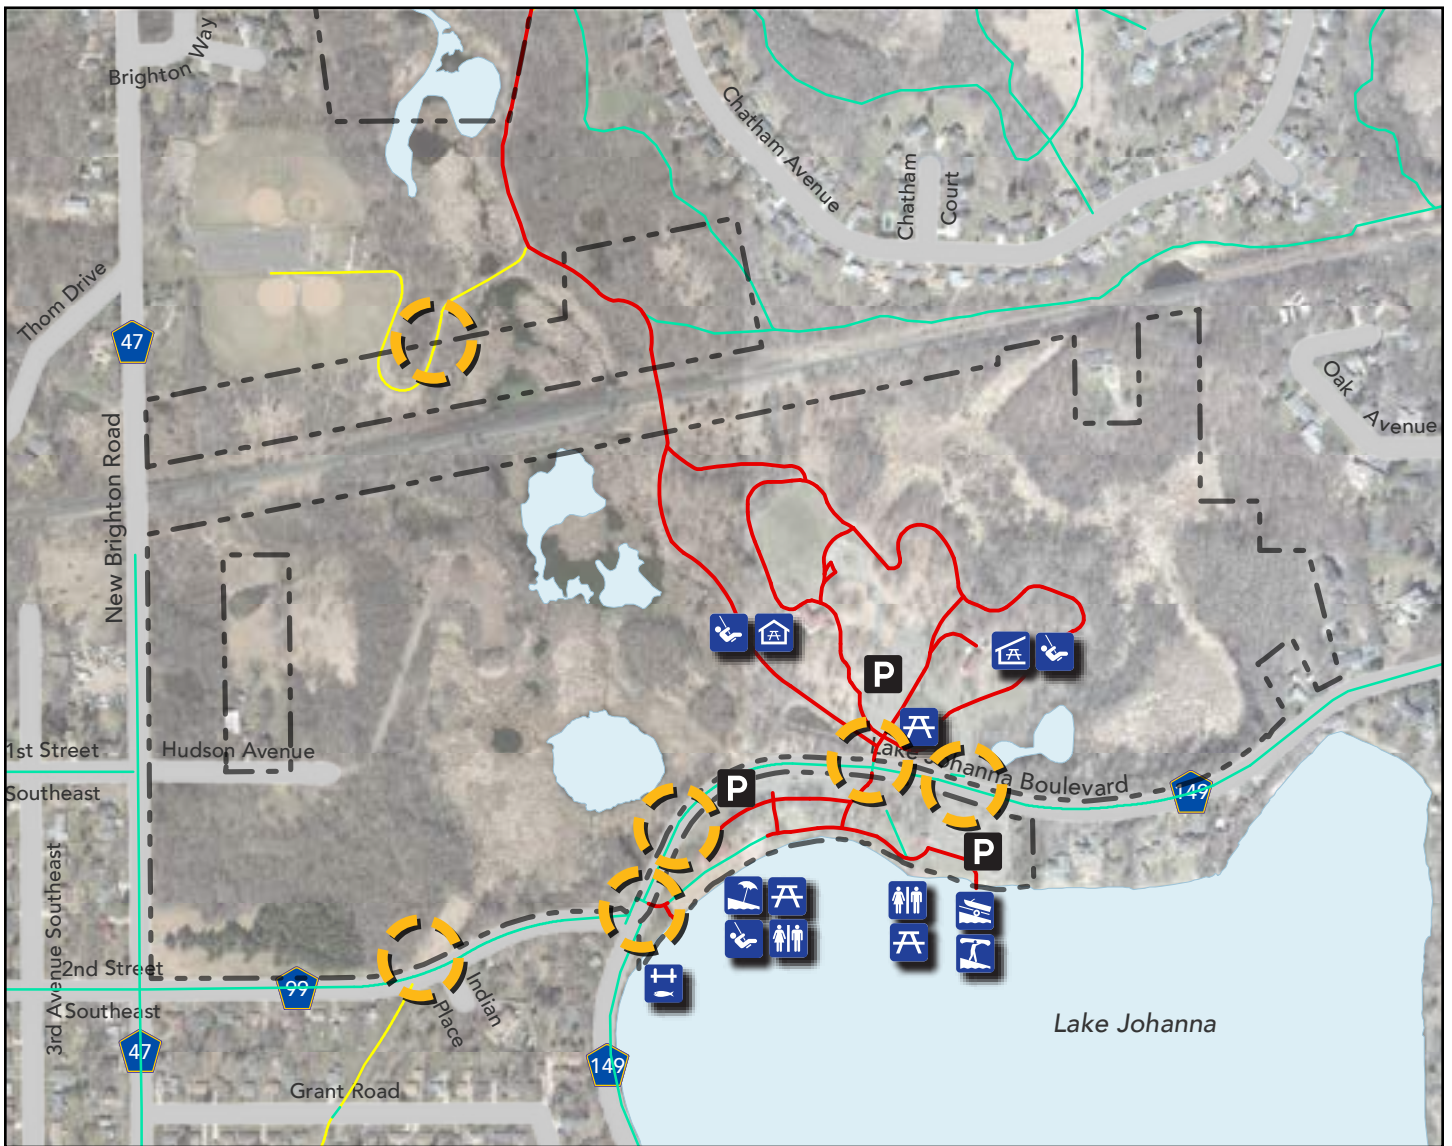 Brighton Way
Chatham Avenue
Chatham
Court
Thom Drive
47
Oak
Avenue
New Brighton Road
P
1st Street
Southeast
Hudson Avenue
Lake Johanna Boulevard
P
149
P
3rd Avenue Southeast
2nd Street
Southeast
99
Indian
Place
47
149
Lake Johanna
Grant Road